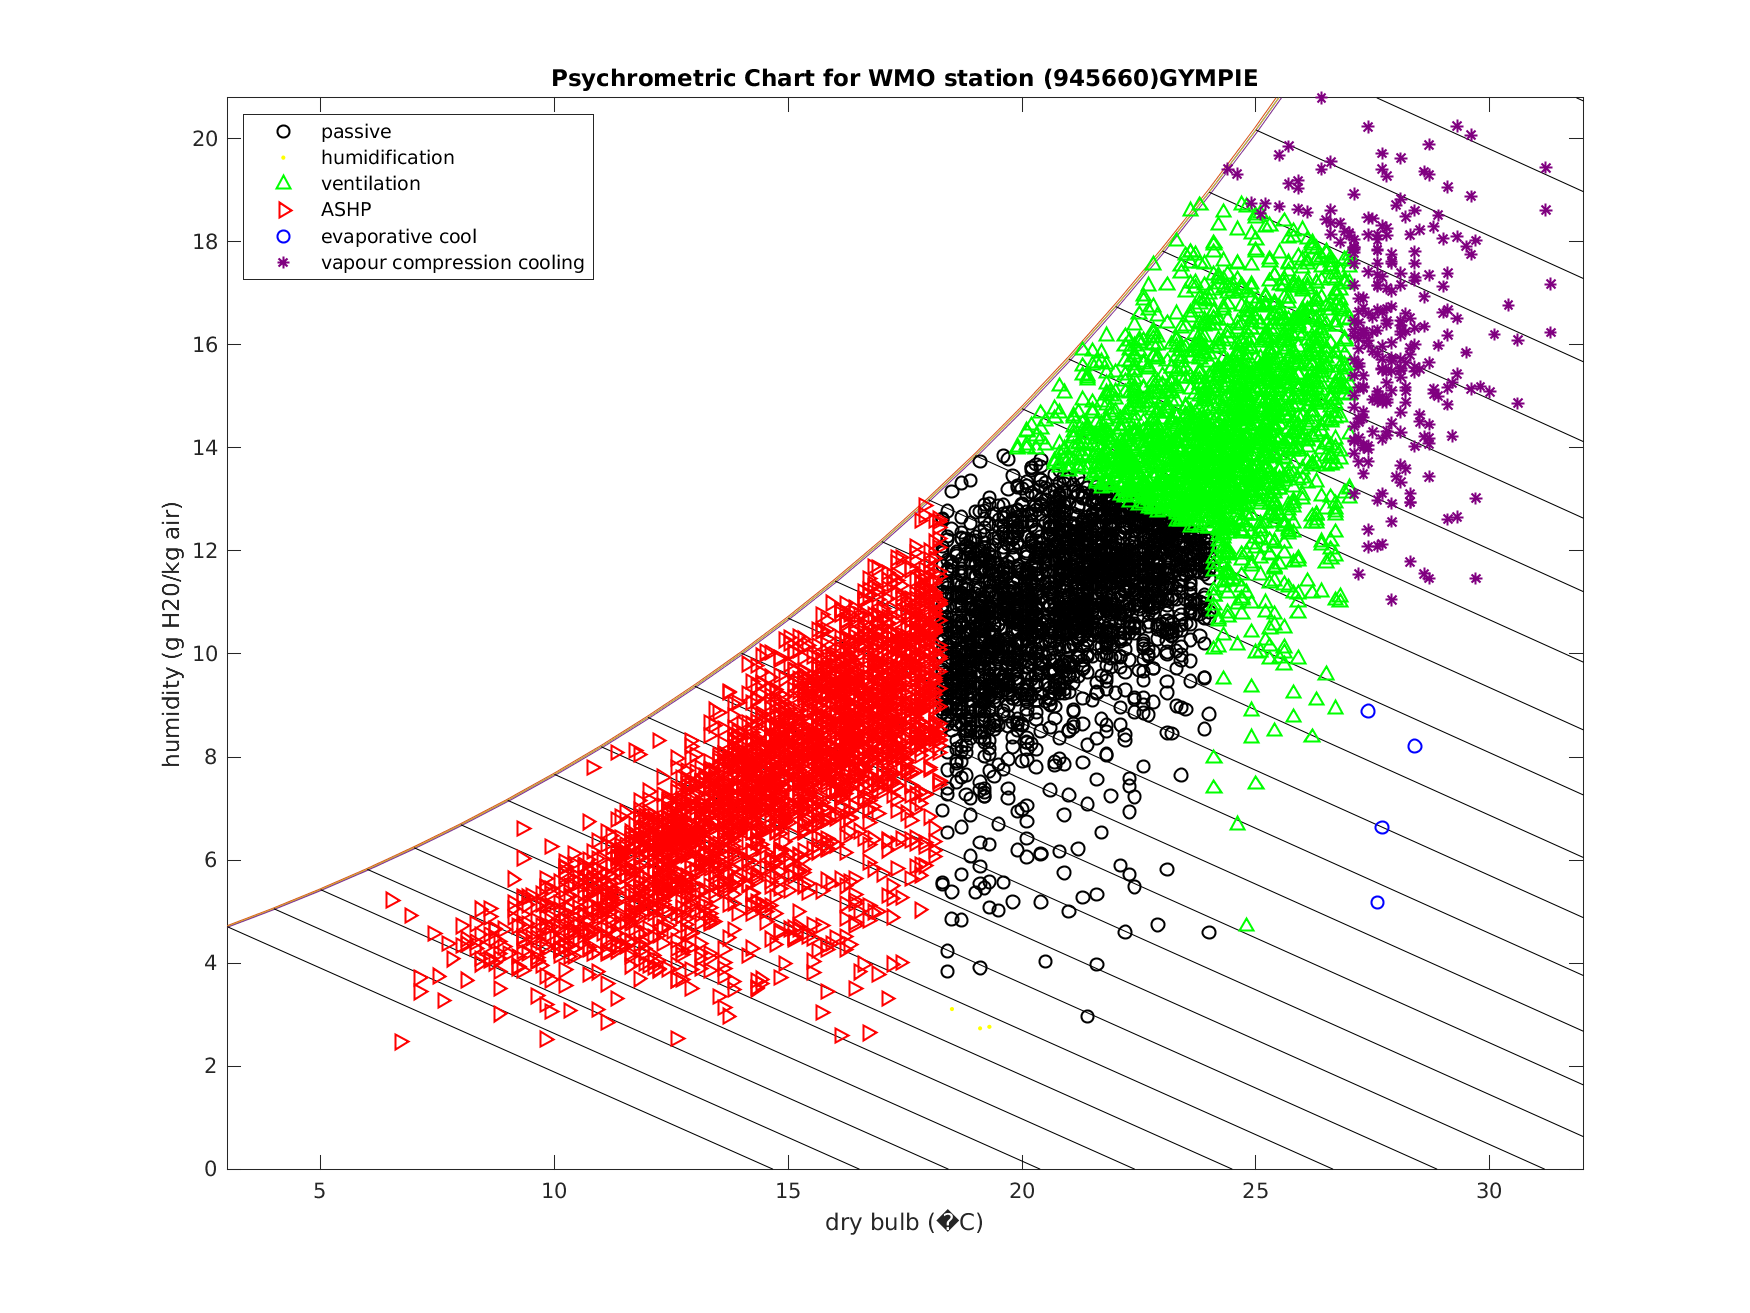 Psychrometric Chart for WMO station (945660)GYMPIE
passive
humidification
ventilation
ASHP
evaporative cool
vapour compression cooling
20
18
16
14
12
10
8
6
4
2
0
humidity (g H20/kg air)
5 10 15 20 25 30
dry bulb (�C)